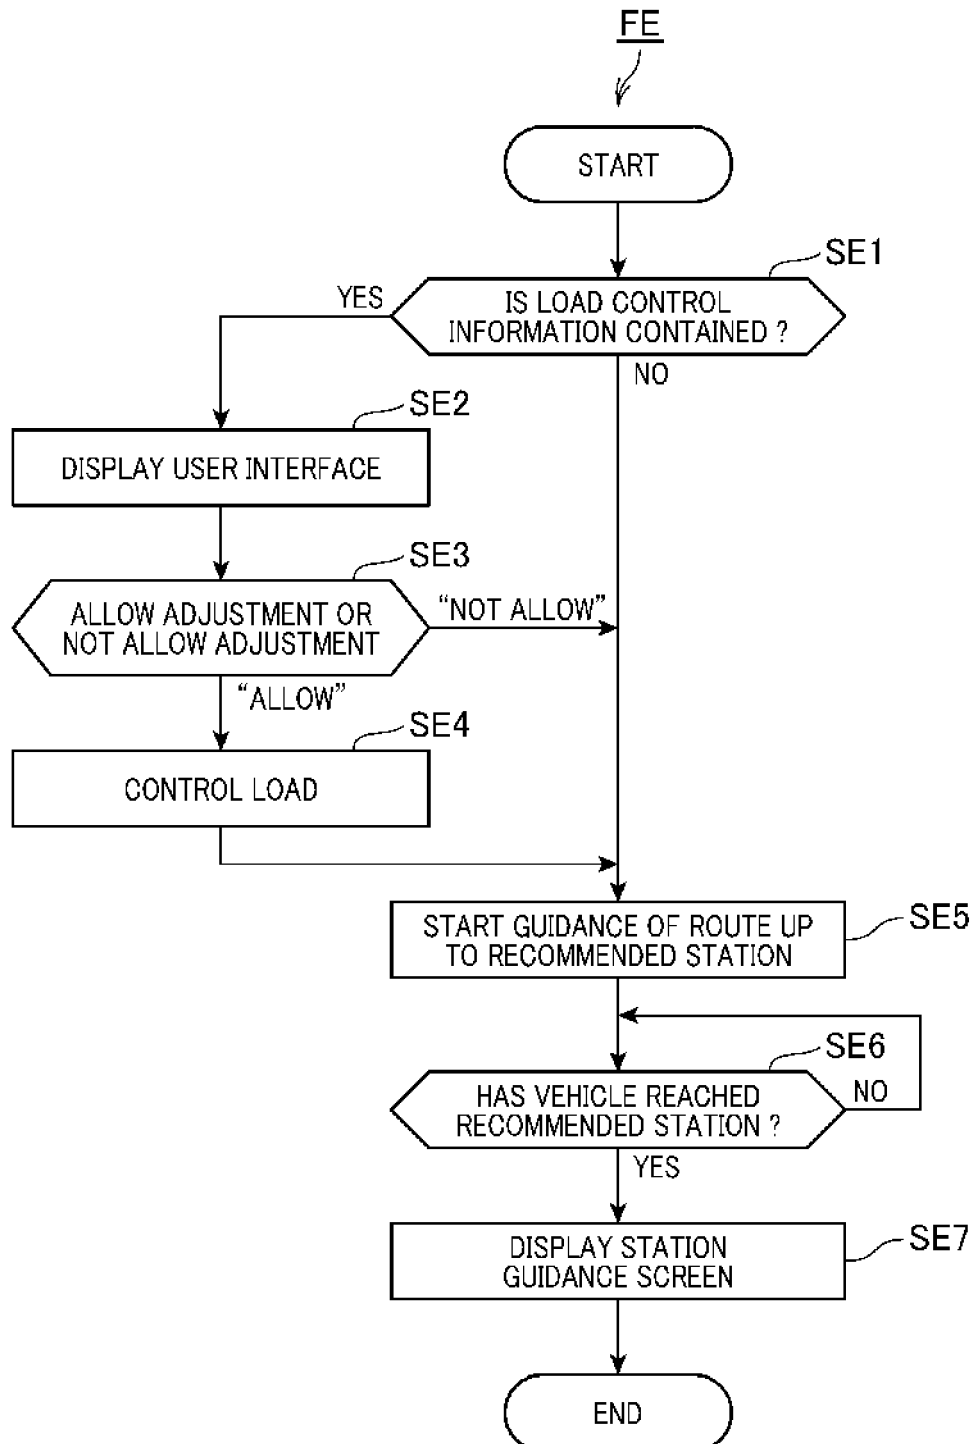 FE
START
SE1
YES
IS LOAD CONTROL
INFORMATION CONTAINED ?
NO
SE2
DISPLAY USER INTERFACE
SE3
ALLOW ADJUSTMENT OR
NOT ALLOW ADJUSTMENT
“NOT ALLOW”
“ALLOW”
SE4
CONTROL LOAD
START GUIDANCE OF ROUTE UP
TO RECOMMENDED STATION
SE5
SE6
HAS VEHICLE REACHED
RECOMMENDED STATION ?
NO
YES
SE7
DISPLAY STATION
GUIDANCE SCREEN
END